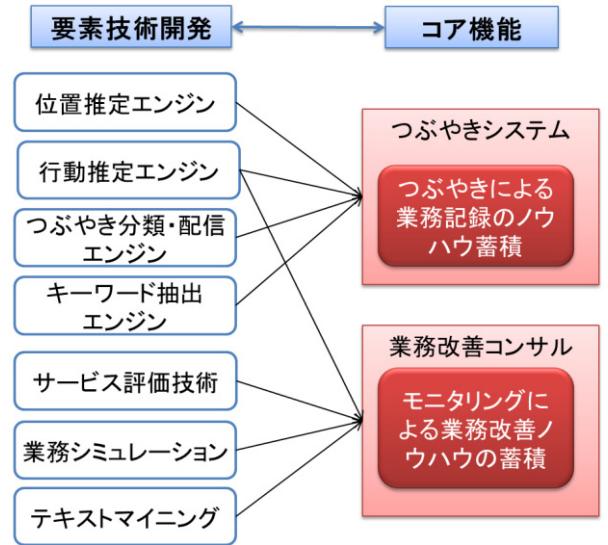 要素技術開発
コア機能
位置推定エンジン
行動推定エンジン
つぶやき分類・配信
エンジン
キーワード抽出
エンジン
サービス評価技術
業務シミュレーション
テキストマイニング
つぶやきシステム
つぶやきによる
業務記録のノウ
ハウ蓄積
業務改善コンサル
モニタリングに
よる業務改善ノ
ウハウの蓄積